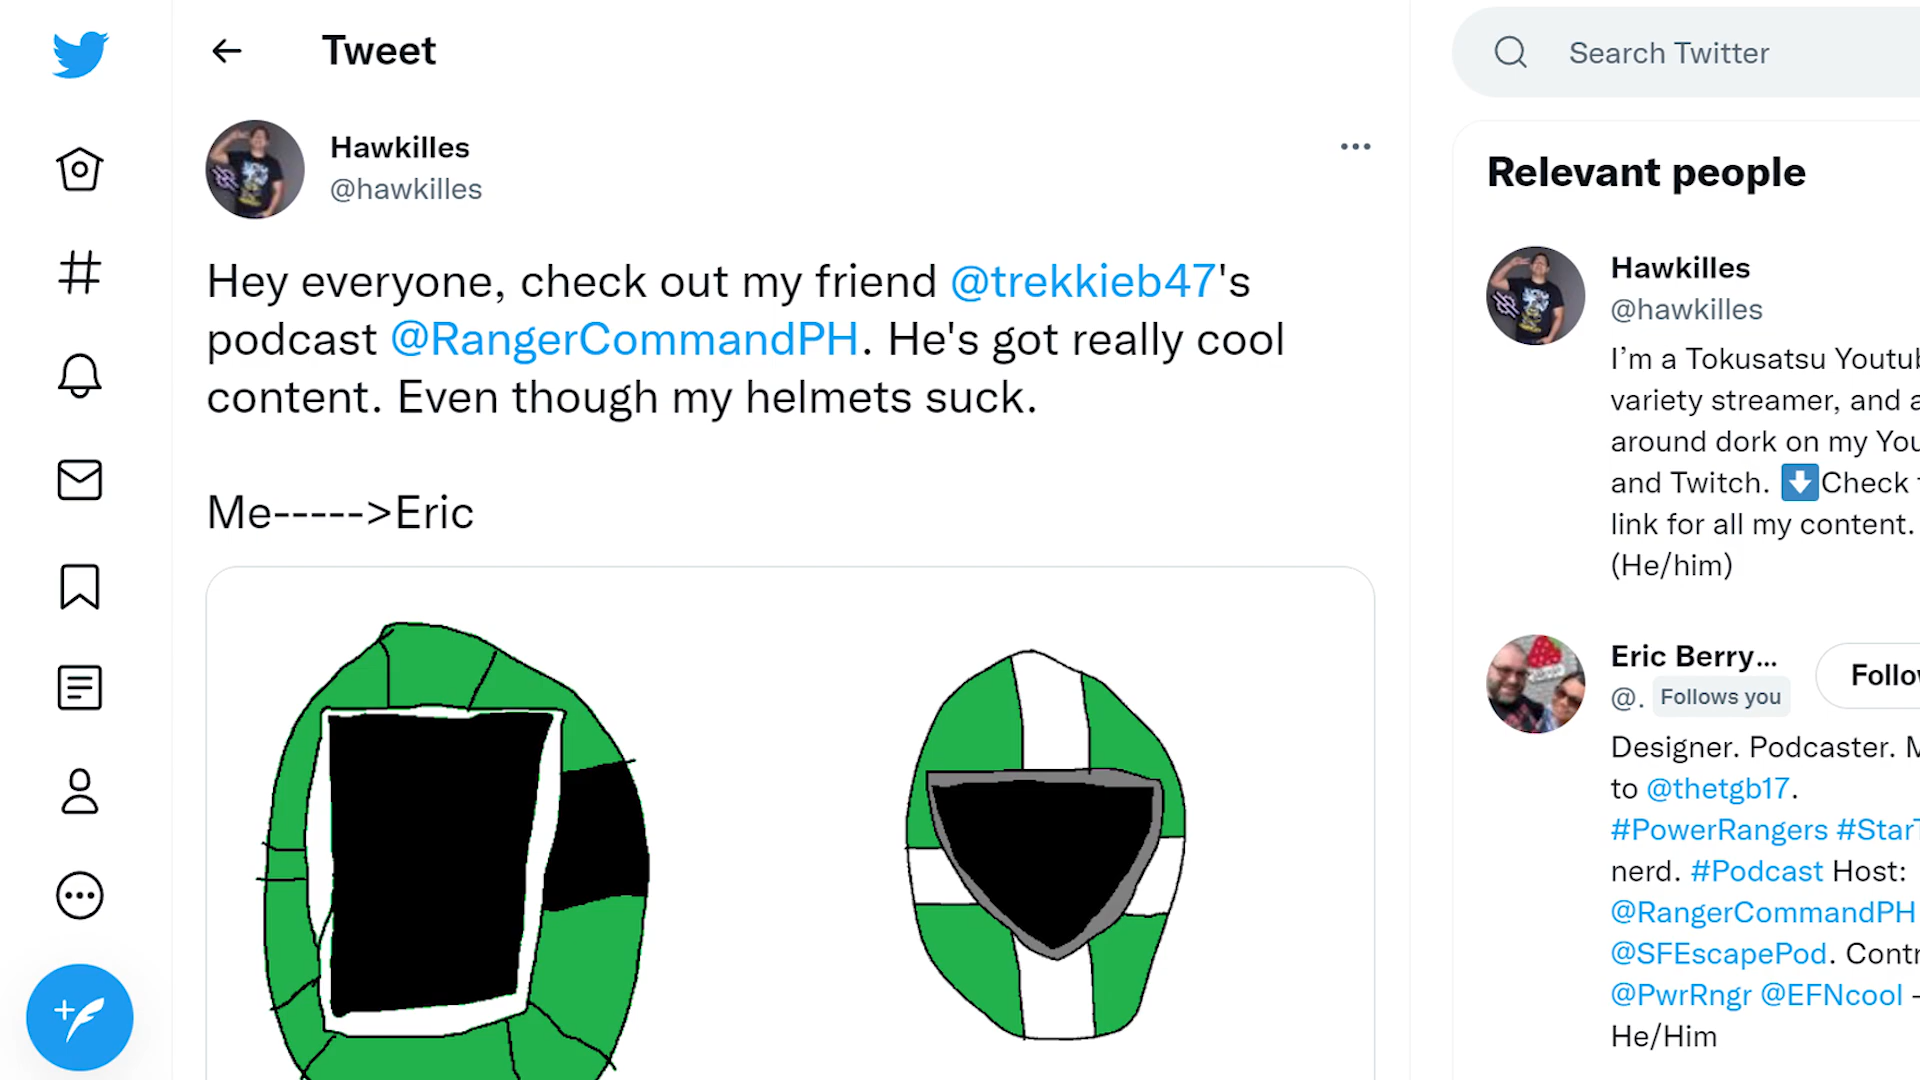 Tweet
Search Twitter
Hawkilles
@hawkilles
Hey everyone, check out my friend @trekkieb47's
podcast @RangerCommandPH. He's got really cool
content. Even though my helmets suck.
Me----->Eric
Relevant people
Hawkilles
@hawkilles
I’m a Tokusatsu Youtub
variety streamer, and a
around dork on my You
and Twitch. ⬇️Check t
link for all my content.
(He/him)
Eric Berry...
@. Follows you
Follo
Designer. Podcaster. M
to @thetgb17.
#PowerRangers #StarT
nerd. #Podcast Host:
@RangerCommandPH
@SFEscapePod. Contr
@PwrRngr @EFNcool -
He/Him